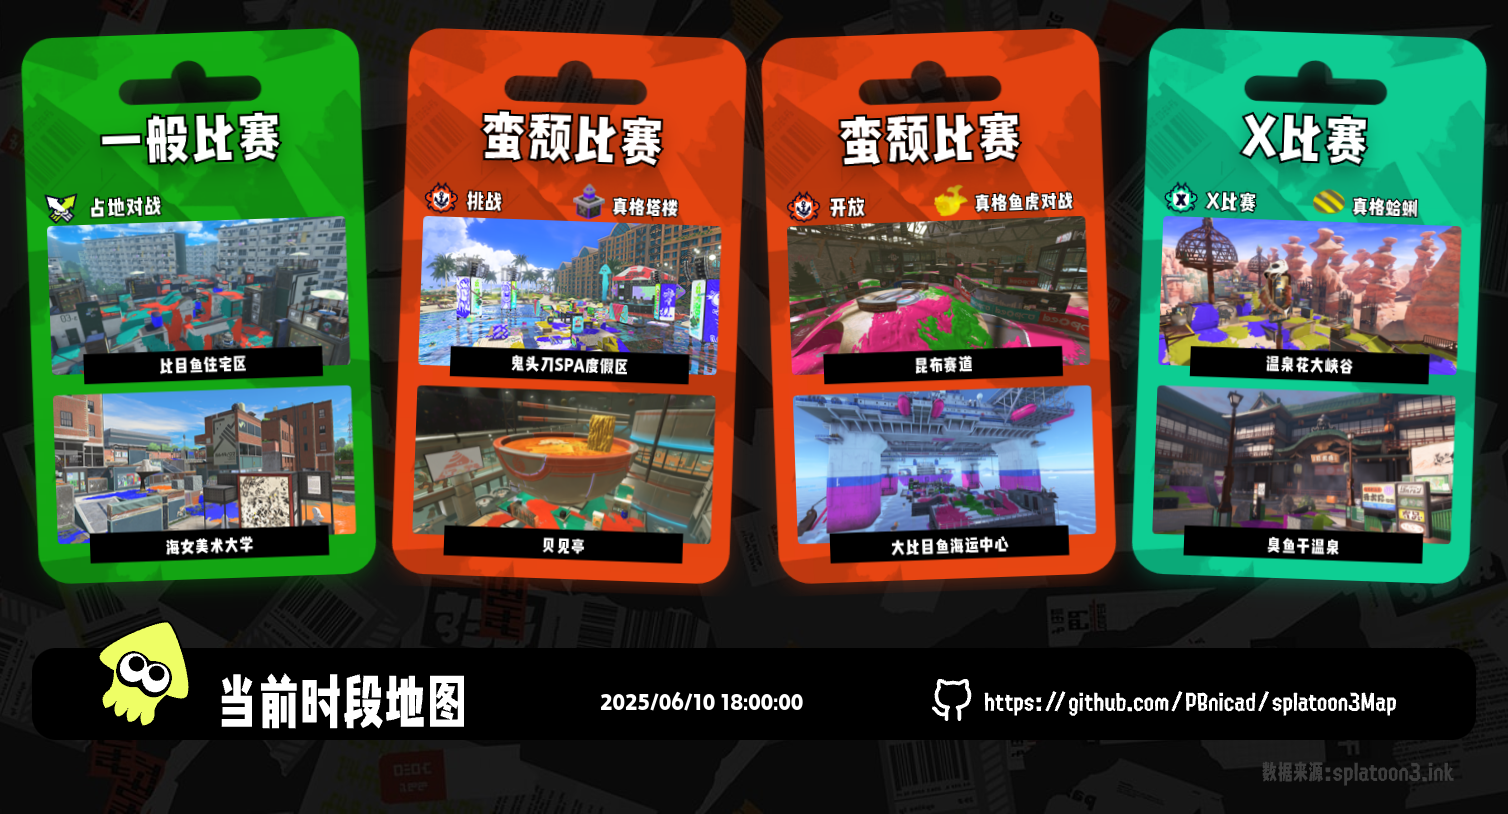 一般比赛
占地对战
比目鱼住宅区
海女美术大学
蛮颓比赛
挑战
真格塔楼
鬼头刀SPA度假区
贝见亭
蛮颓比赛
开放
真格鱼虎对战
昆布赛道
大比目鱼海运中心
X比赛
X比赛
真格蛤蜊
温泉花大峡谷
臭鱼干温泉
当前时段地图
2025/06/10 18:00:00
https://github.com/PBnicad/splatoon3Map
数据来源:splatoon3.ink